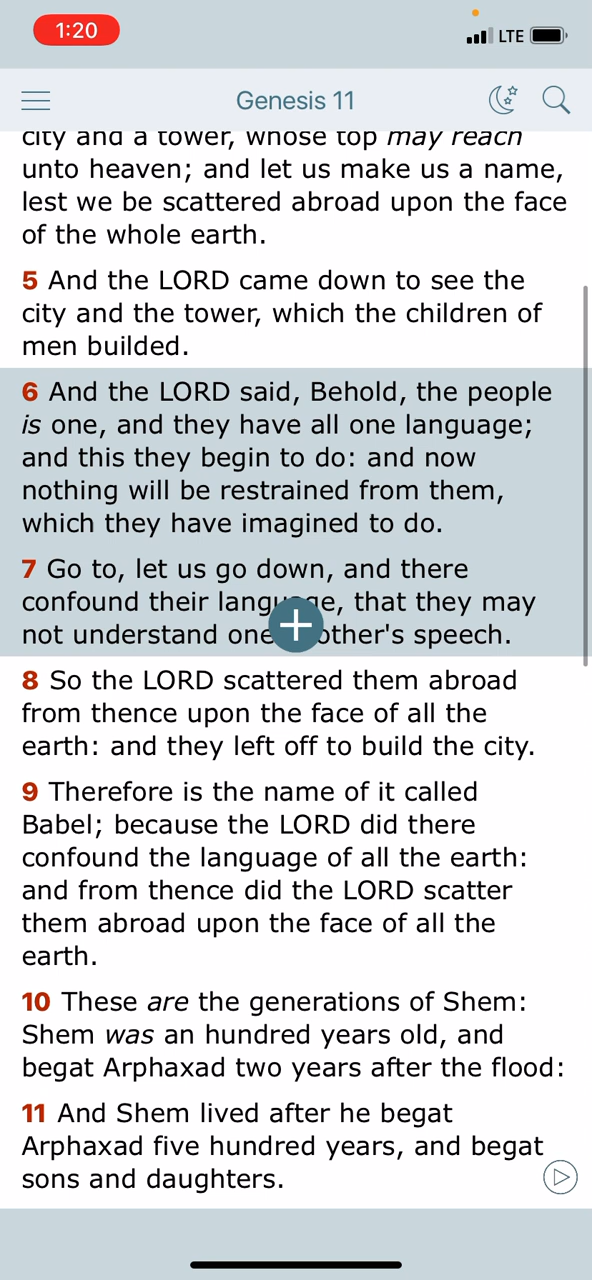 1:20
LTE
Genesis 11
city and a tower, whose top may reach
unto heaven; and let us make us a name,
lest we be scattered abroad upon the face
of the whole earth.
5 And the LORD came down to see the
city and the tower, which the children of
men builded.
6 And the LORD said, Behold, the people
is one, and they have all one language;
and this they begin to do: and now
nothing will be restrained from them,
which they have imagined to do.
7 Go to, let us go down, and there
confound their language, that they may
not understand one other's speech.
8 So the LORD scattered them abroad
from thence upon the face of all the
earth: and they left off to build the city.
9 Therefore is the name of it called
Babel; because the LORD did there
confound the language of all the earth:
and from thence did the LORD scatter
them abroad upon the face of all the
earth.
10 These are the generations of Shem:
Shem was an hundred years old, and
begat Arphaxad two years after the flood:
11 And Shem lived after he begat
Arphaxad five hundred years, and begat
sons and daughters.